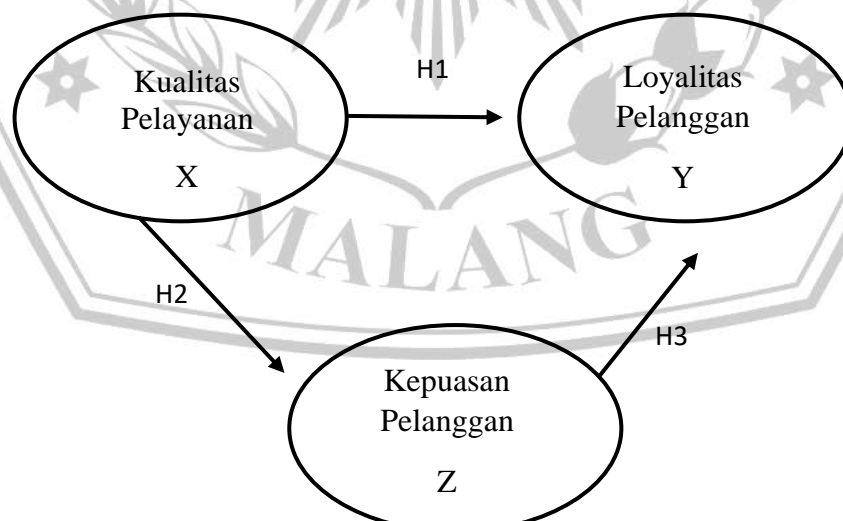 Kualitas
Pelayanan
X
H1
Loyalitas
Pelanggan
Y
MALANG
H2
H3
Kepuasan
Pelanggan
Z